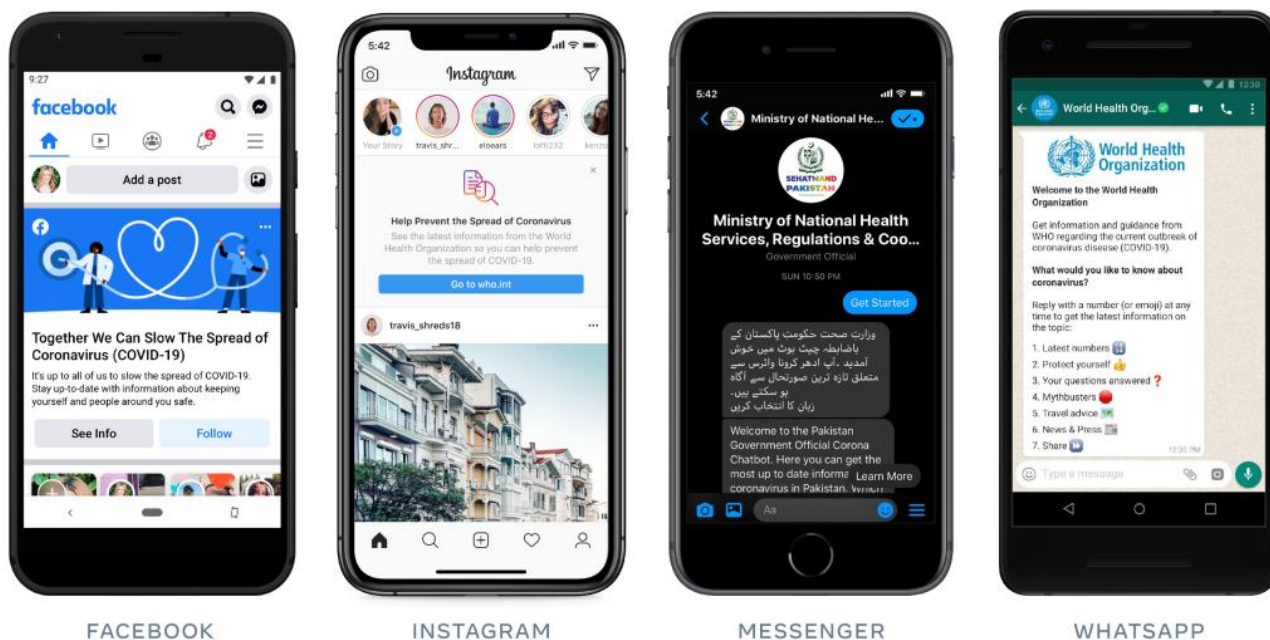 9:27
facebook
2
Add a post
Together We Can Slow The Spread of
Coronavirus (COVID-19)
It's up to all of us to slow the spread of COVID-19.
Stay up-to-date with information about keeping
yourself and people around you safe.
See Info
Follow
FACEBOOK
5:42
Instagram
Your Story
travis_shr...
eloears
lofti232
kenzo
Help Prevent the Spread of Coronavirus
See the latest information from the World
Health Organization so you can help prevent
the spread of COVID-19.
Go to who.int
travis_shreds18
INSTAGRAM
5:42
Ministry of National He...
SEHATMAND
PAKISTAN
Ministry of National Health
Services, Regulations & Coo...
Government Official
SUN 10:50 PM
Get Started
وزارت صحت حکومتِ پاکستان کے
باضابطہ چیٹ بوٹ میں خوش
آمدید ۔آپ ادھر کرونا وائرس سے
متعلق تازہ ترین صورتحال سے آگاہ
ہو سکتے ہیں۔
زبان کا انتخاب کریں
Welcome to the Pakistan
Government Official Corona
Chatbot. Here you can get the
most up to date informa
Learn More
coronavirus in Pakistan. Which
Aa
MESSENGER
12:30
World Health Org...
World Health
Organization
Welcome to the World Health
Organization
Get information and guidance from
WHO regarding the current outbreak of
coronavirus disease (COVID-19).
What would you like to know about
coronavirus?
Reply with a number (or emoji) at any
time to get the latest information on
the topic:
1. Latest numbers
2. Protect yourself
3. Your questions answered ❓
4. Mythbusters
5. Travel advice
6. News & Press
7. Share
12:30 PM
Type a message
WHATSAPP